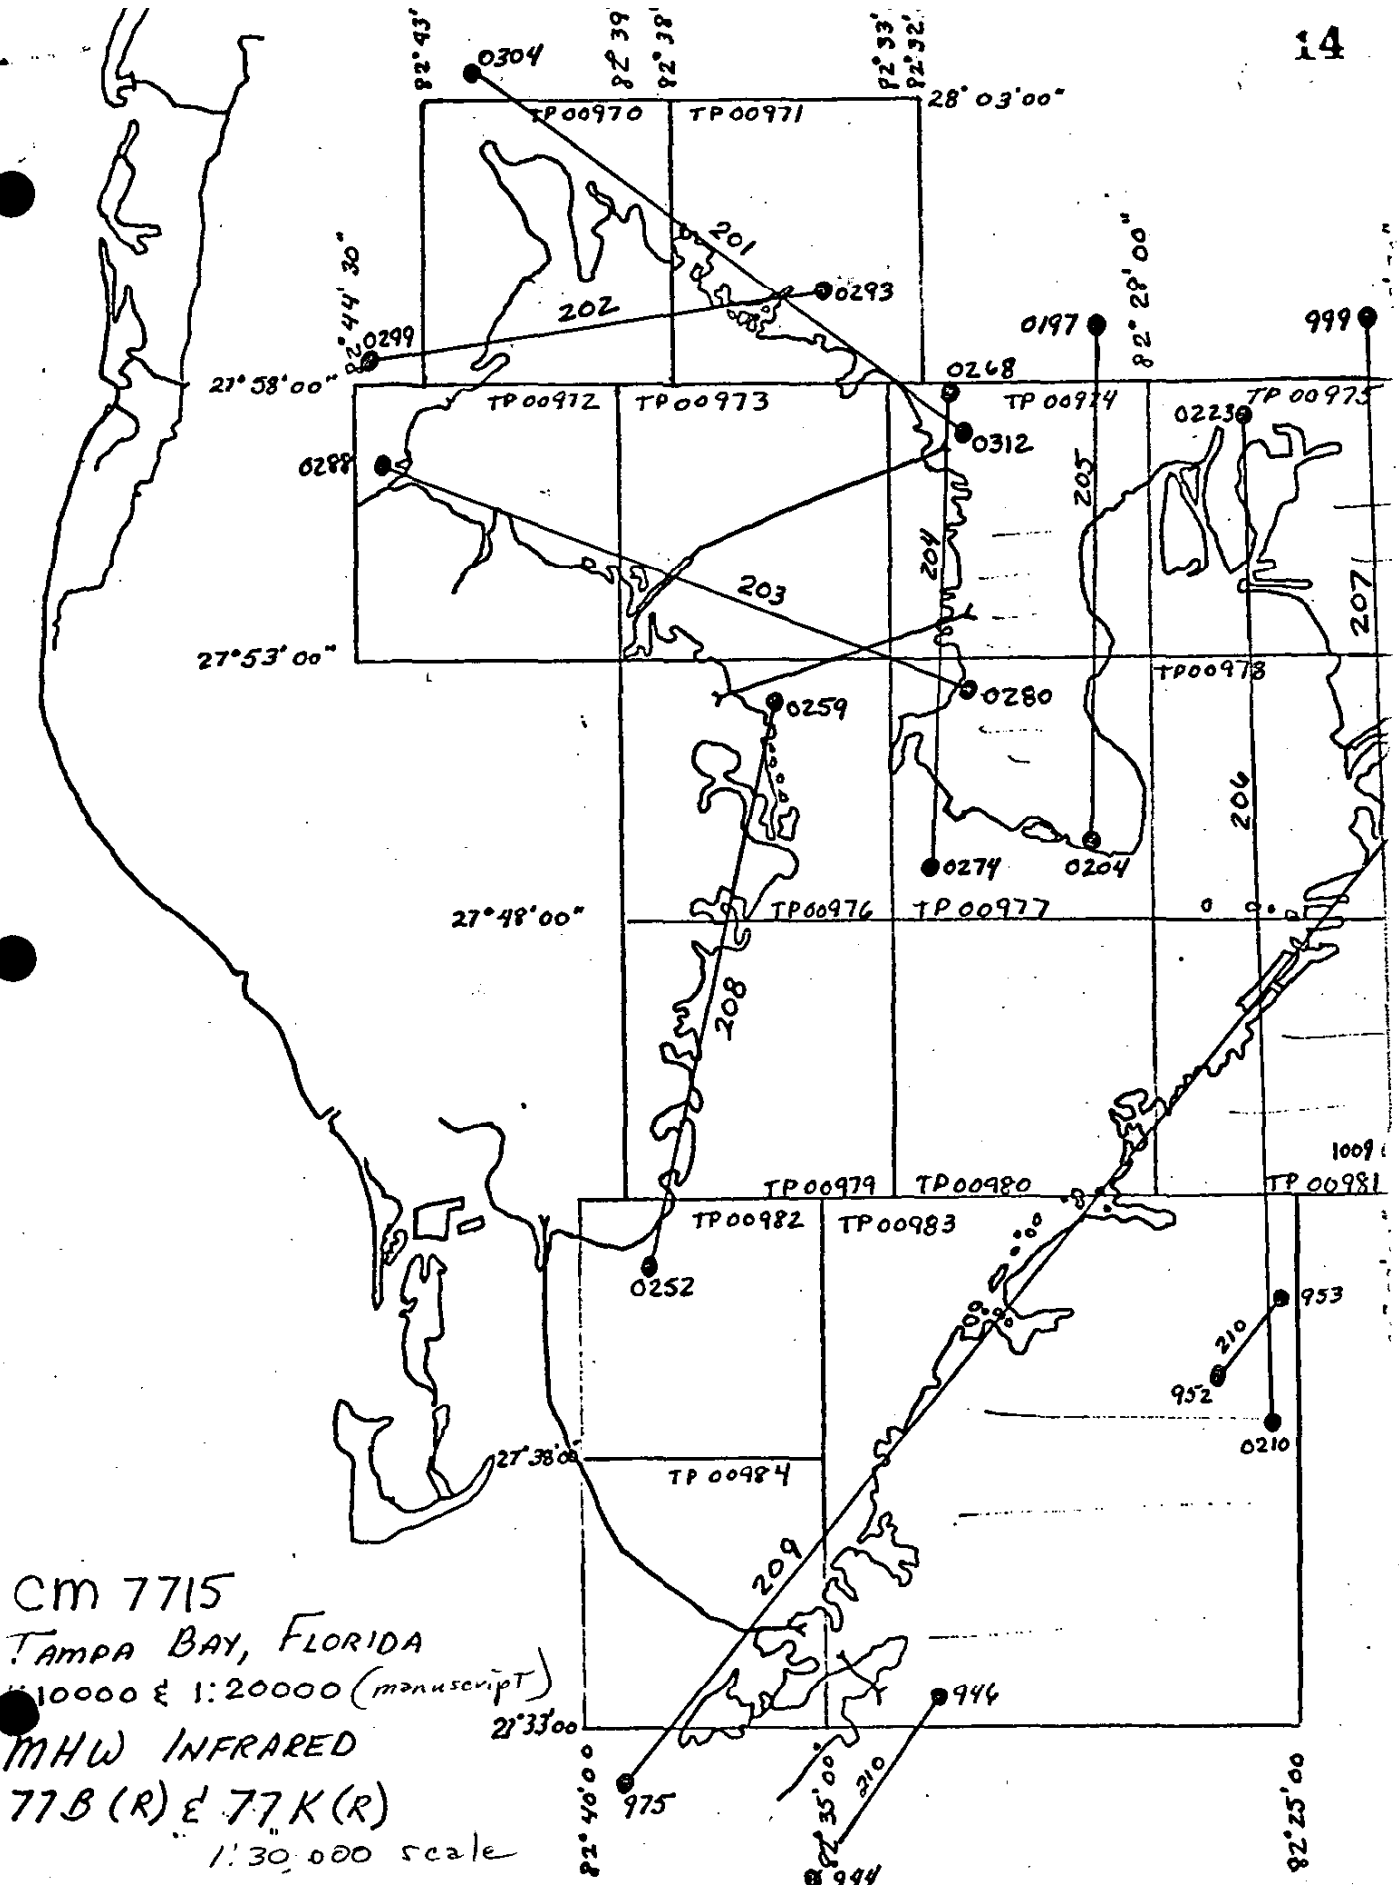 14
82°43'
82° 39
82° 38'
82° 33'
82° 32'
0304
28° 03' 00"
TP 00970
TP 00971
201
82° 44' 30"
202
0293
0299
0197
82° 28' 00"
999
27° 58' 00"
0268
TP 00972
TP 00973
TP 00974
TP 00975
0223
0288
0312
205
204
203
207
27° 53' 00"
TP 00978
0259
0280
206
0274
0204
27° 48' 00"
TP 00976
TP 00977
208
1009
TP 00979
TP 00980
TP 00981
TP 00982
TP 00983
0252
953
210
952
0210
27° 38' 00
TP 00984
209
CM 7715
TAMPA BAY, FLORIDA
10000 & 1:20000 (manuscript)
946
27° 33' 00
MHW INFRARED
975
210
77B (R) & 77K (R)
1:30,000 scale
82° 40' 00
82° 35' 00"
82° 25' 00
944